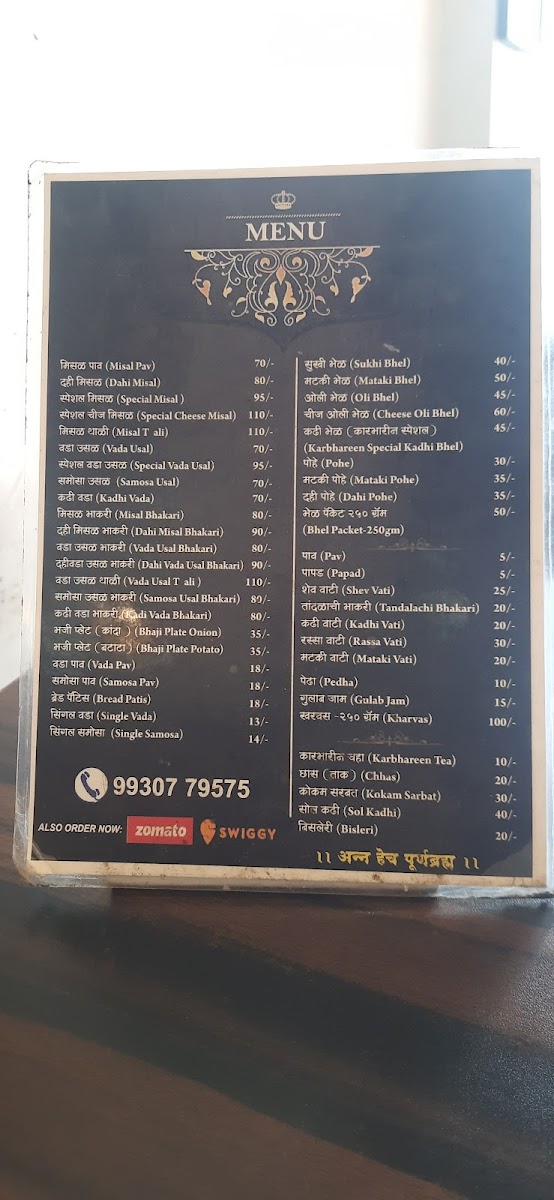 MENU
मिसळ पाव (Misal Pav) 70/-
दही मिसळ (Dahi Misal) 80/-
स्पेशल मिसळ (Special Misal ) 95/-
स्पेशल चीज मिसळ (Special Cheese Misal) 110/-
मिसळ थाळी (Misal T ali) 110/-
वडा उसळ (Vada Usal) 70/-
स्पेशल वडा उसळ (Special Vada Usal) 95/-
समोसा उसळ (Samosa Usal) 70/-
कढी वडा (Kadhi Vada) 70/-
मिसळ भाकरी (Misal Bhakari) 80/-
दही मिसळ भाकरी (Dahi Misal Bhakari) 90/-
वडा उसळ भाकरी (Vada Usal Bhakari) 80/-
दहीवडा उसळ भाकरी (Dahi Vada Usal Bhakari) 90/-
वडा उसळ थाळी (Vada Usal T ali ) 110/-
समोसा उसळ भाकरी (Samosa Usal Bhakari) 80/-
कढी वडा भाकरी (Kadi Vada Bhakari) 80/-
भजी प्लेट ( कांदा ) (Bhaji Plate Onion) 35/-
भजी प्लेट ( बटाटा ) (Bhaji Plate Potato) 35/-
वडा पाव (Vada Pav) 18/-
समोसा पाव (Samosa Pav) 18/-
ब्रेड पॅटिस (Bread Patis) 18/-
सिंगल वडा (Single Vada) 13/-
सिंगल समोसा (Single Samosa) 14/-
99307 79575
ALSO ORDER NOW: zomato SWIGGY
सुखी भेळ (Sukhi Bhel) 40/-
मटकी भेळ (Mataki Bhel) 50/-
ओली भेळ (Oli Bhel) 45/-
चीज ओली भेळ (Cheese Oli Bhel) 60/-
कढी भेळ ( कारभारीन स्पेशल ) 45/-
(Karbhareen Special Kadhi Bhel)
पोहे (Pohe) 30/-
मटकी पोहे (Mataki Pohe) 35/-
दही पोहे (Dahi Pohe) 35/-
भेळ पॅकेट २५० ग्रॅम 50/-
(Bhel Packet-250gm)
पाव (Pav) 5/-
पापड (Papad) 5/-
शेव वाटी (Shev Vati) 25/-
तांदळाची भाकरी (Tandalachi Bhakari) 20/-
कढी वाटी (Kadhi Vati) 20/-
रस्सा वाटी (Rassa Vati) 30/-
मटकी वाटी (Mataki Vati) 20/-
पेढा (Pedha) 10/-
गुलाब जाम (Gulab Jam) 15/-
खरवस -२५० ग्रॅम (Kharvas) 100/-
कारभारीन चहा (Karbhareen Tea) 10/-
छास ( ताक ) (Chhas) 20/-
कोकम सरबत (Kokam Sarbat) 30/-
सोल कढी (Sol Kadhi) 40/-
बिसलेरी (Bisleri) 20/-
।। अन्न हेच पूर्णब्रह्म ।।